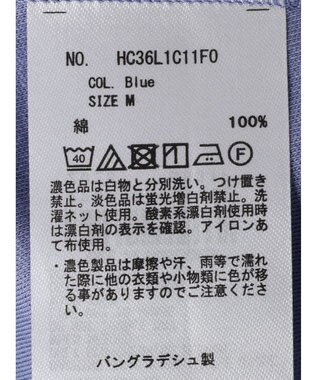 NO. HC36L1C11F0
COL. Blue
SIZE M
綿 100%
40 F
濃色品は白物と分別洗い。つけ置き
禁止。淡色品は蛍光増白剤禁止。洗
濯ネット使用。酸素系漂白剤使用時
は漂白剤の表示を確認。アイロンあ
て布使用。
・濃色製品は摩擦や汗、雨等で濡れ
た際に他の衣類や小物類に色が移
る事がありますのでご注意くださ
い。
バングラデシュ製